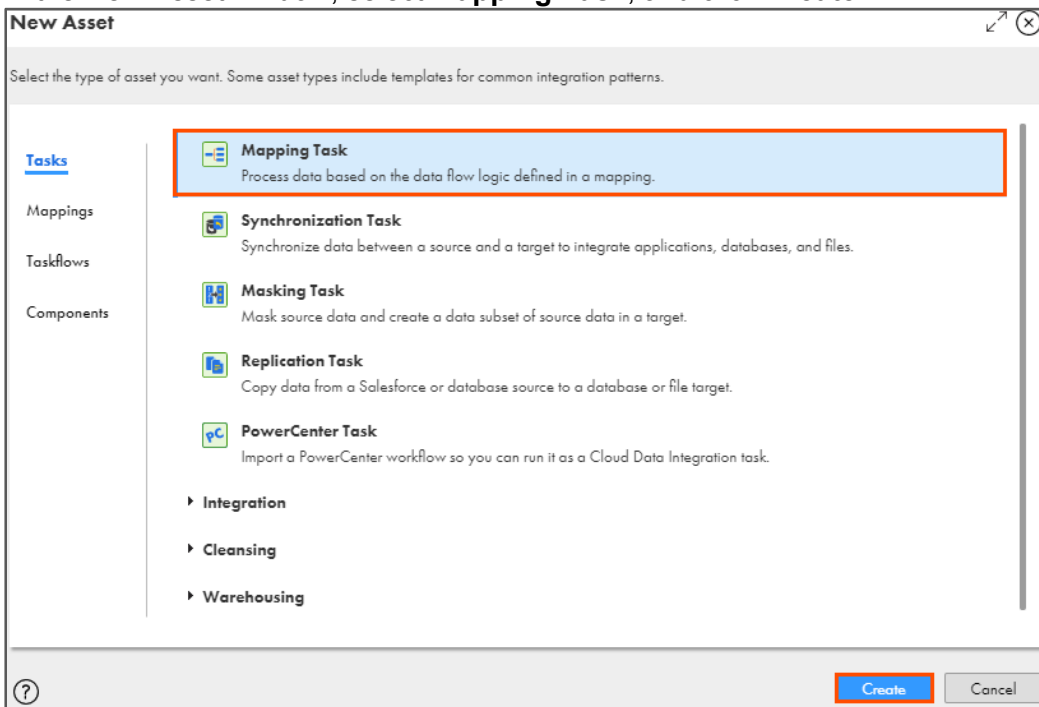 New Asset
Select the type of asset you want. Some asset types include templates for common integration patterns.
Tasks
Mappings
Taskflows
Components
Mapping Task
Process data based on the data flow logic defined in a mapping.
Synchronization Task
Synchronize data between a source and a target to integrate applications, databases, and files.
Masking Task
Mask source data and create a data subset of source data in a target.
Replication Task
Copy data from a Salesforce or database source to a database or file target.
pC PowerCenter Task
Import a PowerCenter workflow so you can run it as a Cloud Data Integration task.
Integration
Cleansing
Warehousing
?
Create
Cancel